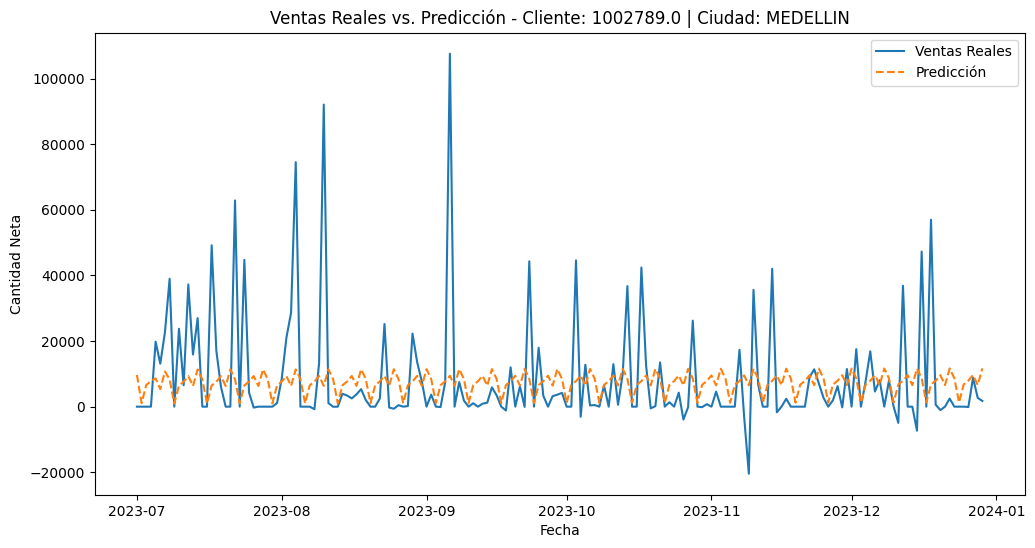 Ventas Reales vs. Predicción - Cliente: 1002789.0 | Ciudad: MEDELLIN
Ventas Reales
Predicción
100000
80000
60000
40000
20000
0
−20000
Cantidad Neta
2023-07 2023-08 2023-09 2023-10 2023-11 2023-12 2024-01
Fecha